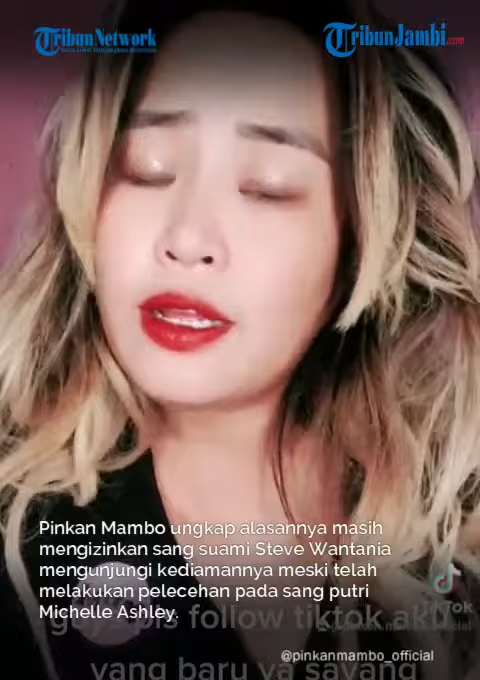 TribunNetwork
TribunJambi.com
Pinkan Mambo ungkap alasannya masih
mengizinkan sang suami Steve Wantania
mengunjungi kediamannya meski telah
melakukan pelecehan pada sang putri
Michelle Ashley.
pls follow tiktok aku
@pinkanmambo_official
yang baru ya sayang